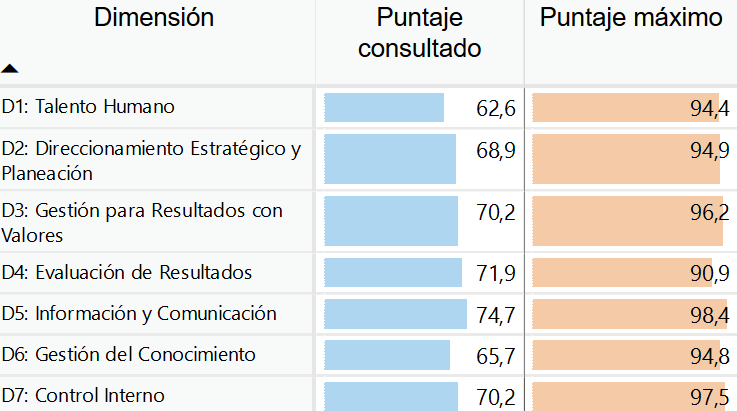 Dimensión Puntaje consultado Puntaje máximo
D1: Talento Humano 62,6 94,4
D2: Direccionamiento Estratégico y Planeación 68,9 94,9
D3: Gestión para Resultados con Valores 70,2 96,2
D4: Evaluación de Resultados 71,9 90,9
D5: Información y Comunicación 74,7 98,4
D6: Gestión del Conocimiento 65,7 94,8
D7: Control Interno 70,2 97,5